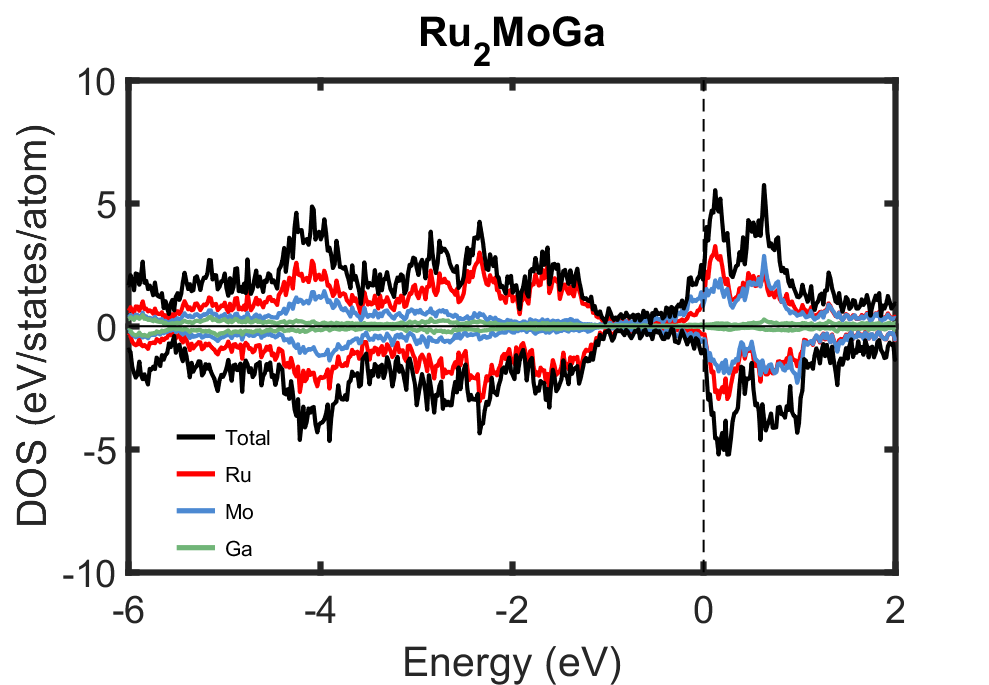 Ru2MoGa
10
5
0
-5
-10
DOS (eV/states/atom)
Total
Ru
Mo
Ga
-6
-4
-2
0
2
Energy (eV)